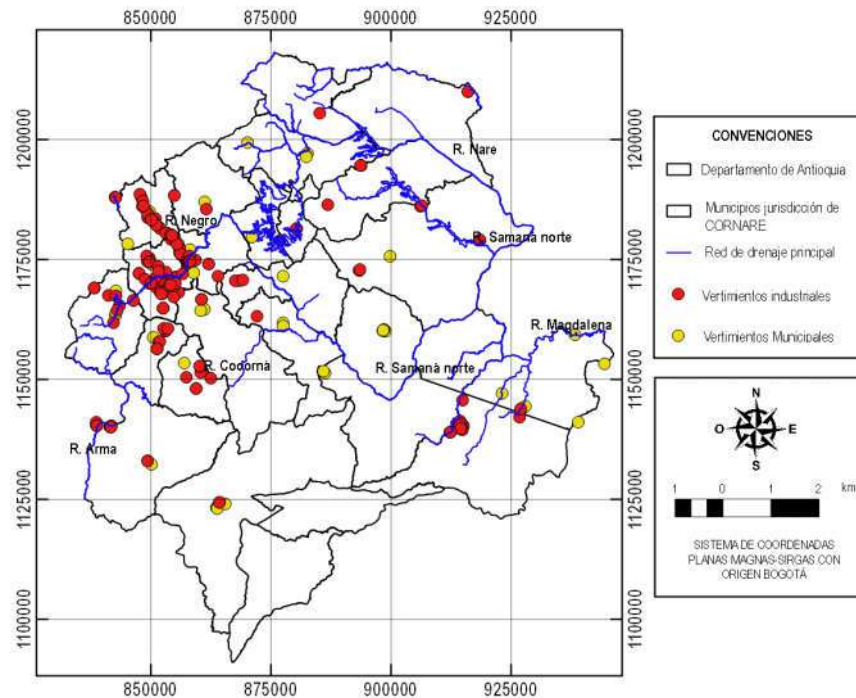 850000 875000 900000 925000
1200000
1175000
1150000
1125000
1100000
R. Nare
R. Negro
R. Samana norte
R. Magdalena
R. Cocorná
R. Samaná norte
R. Arma
1200000
1175000
1150000
1125000
1100000
850000 875000 900000 925000
CONVENCIONES
Departamento de Antioquia
Municipios jurisdicción de
CORNARE
Red de drenaje principal
Vertimientos industriales
Vertimientos Municipales
N
O E
S
1 0 1 2 km
SISTEMA DE COORDENADAS
PLANAS MAGNAS-SIRGAS CON
ORIGEN BOGOTÁ